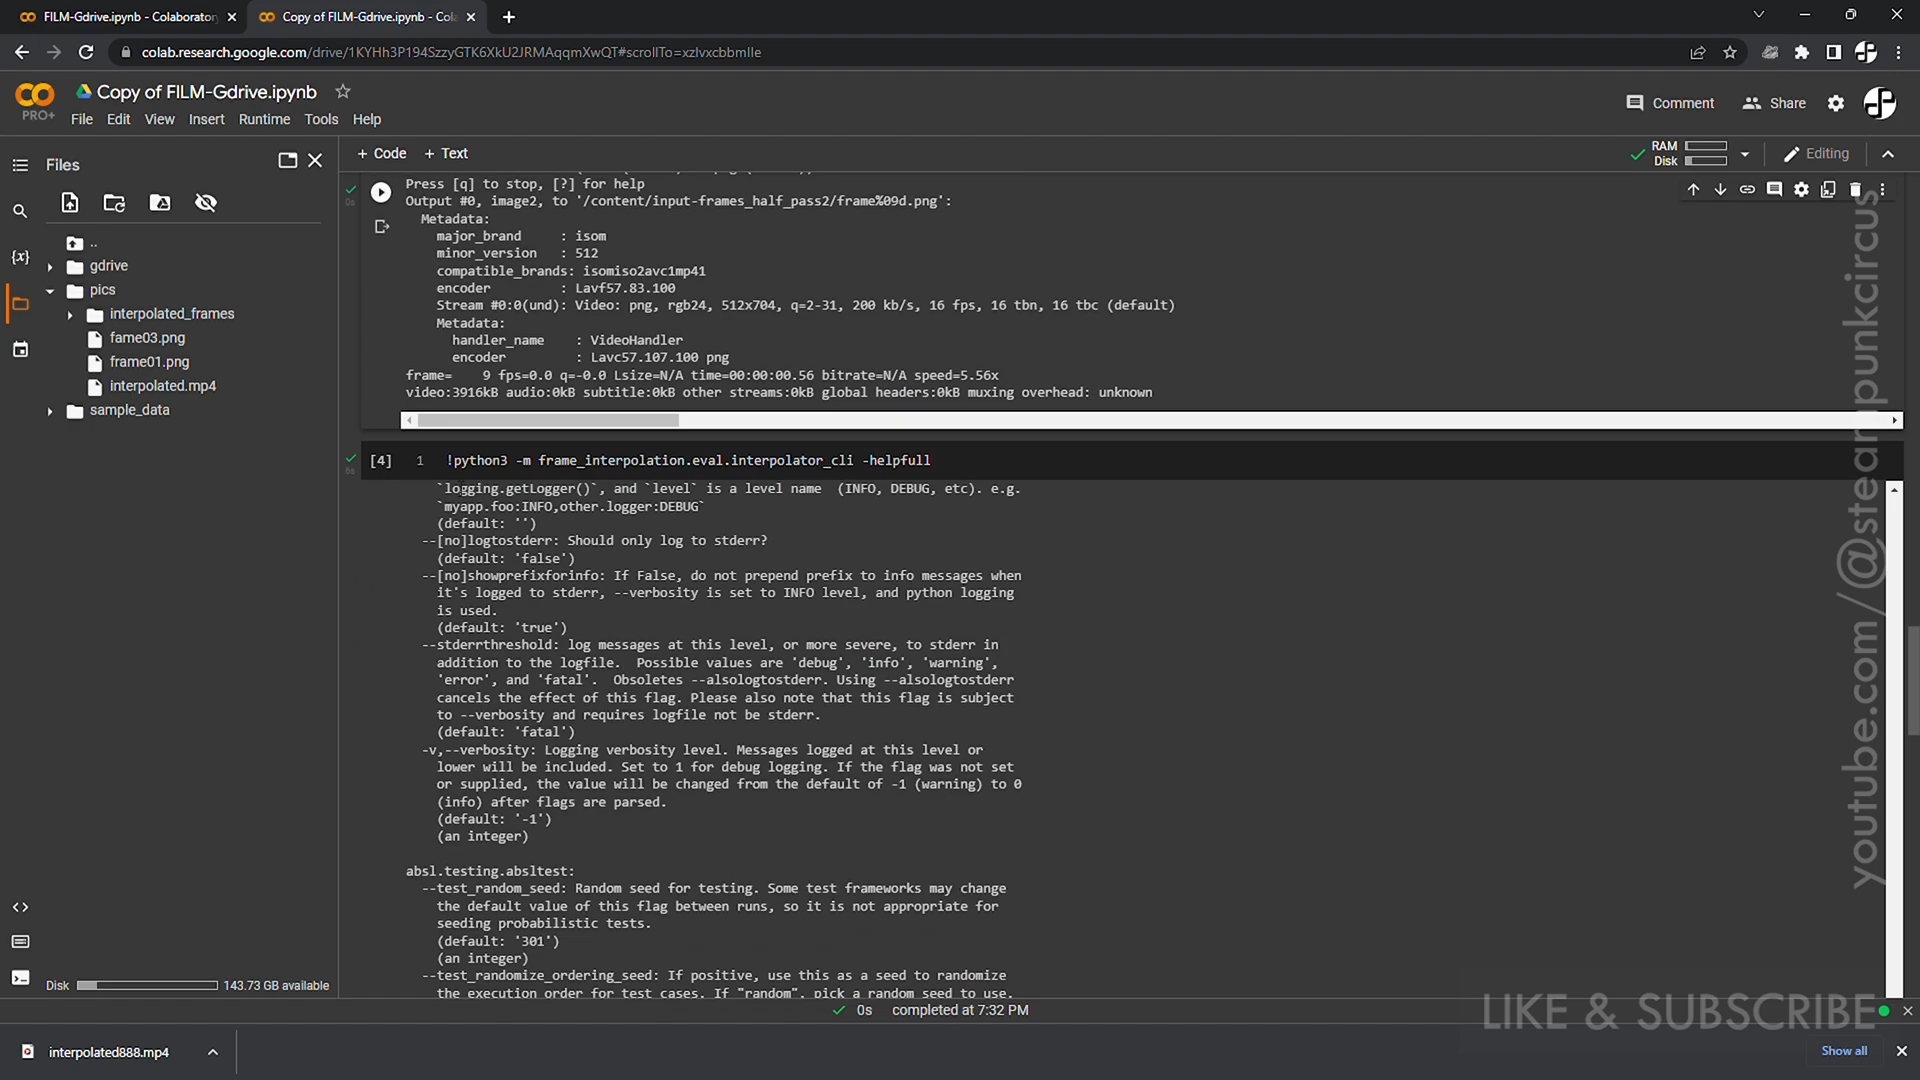 FILM-Gdrive.ipynb - Colaborator
Copy of FILM-Gdrive.ipynb - Cola
colab.research.google.com/drive/1KYHh3P194SzzyGTK6XkU2JRMAqqmXwQT#scrollTo=xzlvxcbbmlle
Copy of FILM-Gdrive.ipynb
PRO+
File Edit View Insert Runtime Tools Help
Comment
Share
Files
+ Code + Text
RAM
Disk
Editing
..
gdrive
pics
interpolated_frames
fame03.png
frame01.png
interpolated.mp4
sample_data
{x}
Disk 143.73 GB available
0s
Press [q] to stop, [?] for help
Output #0, image2, to '/content/input-frames_half_pass2/frame%09d.png':
Metadata:
major_brand : isom
minor_version : 512
compatible_brands: isomiso2avc1mp41
encoder : Lavf57.83.100
Stream #0:0(und): Video: png, rgb24, 512x704, q=2-31, 200 kb/s, 16 fps, 16 tbn, 16 tbc (default)
Metadata:
handler_name : VideoHandler
encoder : Lavc57.107.100 png
frame= 9 fps=0.0 q=-0.0 Lsize=N/A time=00:00:00.56 bitrate=N/A speed=5.56x
video:3916kB audio:0kB subtitle:0kB other streams:0kB global headers:0kB muxing overhead: unknown
[4] 1 !python3 -m frame_interpolation.eval.interpolator_cli -helpfull
`logging.getLogger()`, and `level` is a level name (INFO, DEBUG, etc). e.g.
`myapp.foo:INFO,other.logger:DEBUG`
(default: '')
--[no]logtostderr: Should only log to stderr?
(default: 'false')
--[no]showprefixforinfo: If False, do not prepend prefix to info messages when
it's logged to stderr, --verbosity is set to INFO level, and python logging
is used.
(default: 'true')
--stderrthreshold: log messages at this level, or more severe, to stderr in
addition to the logfile. Possible values are 'debug', 'info', 'warning',
'error', and 'fatal'. Obsoletes --alsologtostderr. Using --alsologtostderr
cancels the effect of this flag. Please also note that this flag is subject
to --verbosity and requires logfile not be stderr.
(default: 'fatal')
-v,--verbosity: Logging verbosity level. Messages logged at this level or
lower will be included. Set to 1 for debug logging. If the flag was not set
or supplied, the value will be changed from the default of -1 (warning) to 0
(info) after flags are parsed.
(default: '-1')
(an integer)
absl.testing.absltest:
--test_random_seed: Random seed for testing. Some test frameworks may change
the default value of this flag between runs, so it is not appropriate for
seeding probabilistic tests.
(default: '301')
(an integer)
--test_randomize_ordering_seed: If positive, use this as a seed to randomize
the execution order for test cases. If "random", pick a random seed to use.
0s completed at 7:32 PM
interpolated888.mp4
Show all
youtube.com/@steampunkcircus
LIKE & SUBSCRIBE